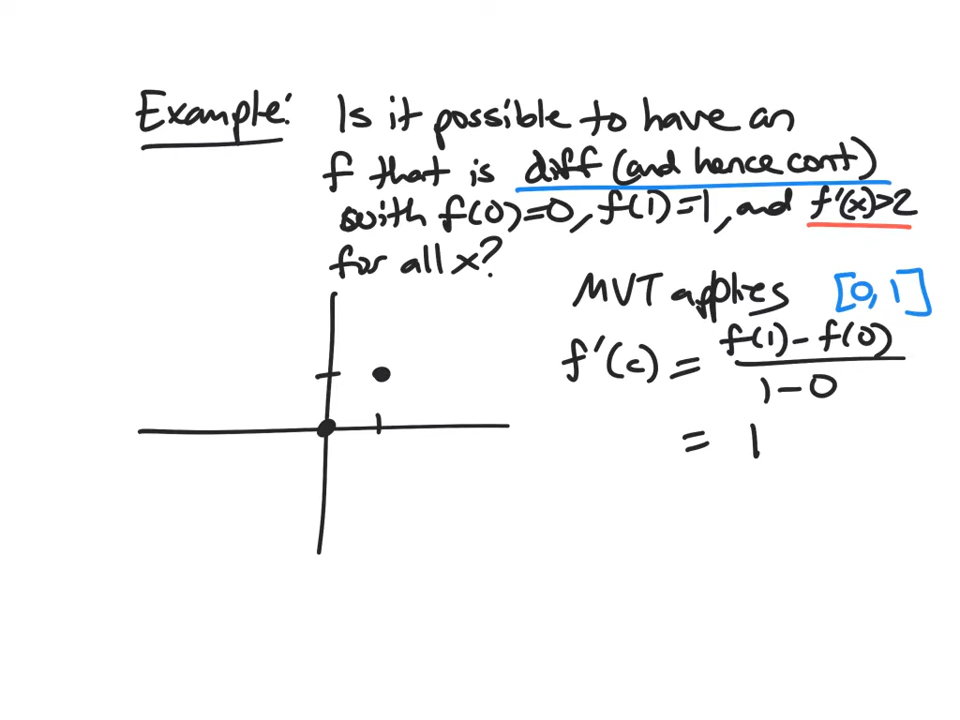 Example: Is it possible to have an
f that is diff (and hence cont)
with f(0)=0, f(1)=1, and f'(x)>2
for all x?
MVT applies [0,1]
f'(c) = f(1)-f(0)
1-0
= 1